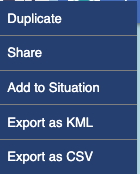 Duplicate
Share
Add to Situation
Export as KML
Export as CSV